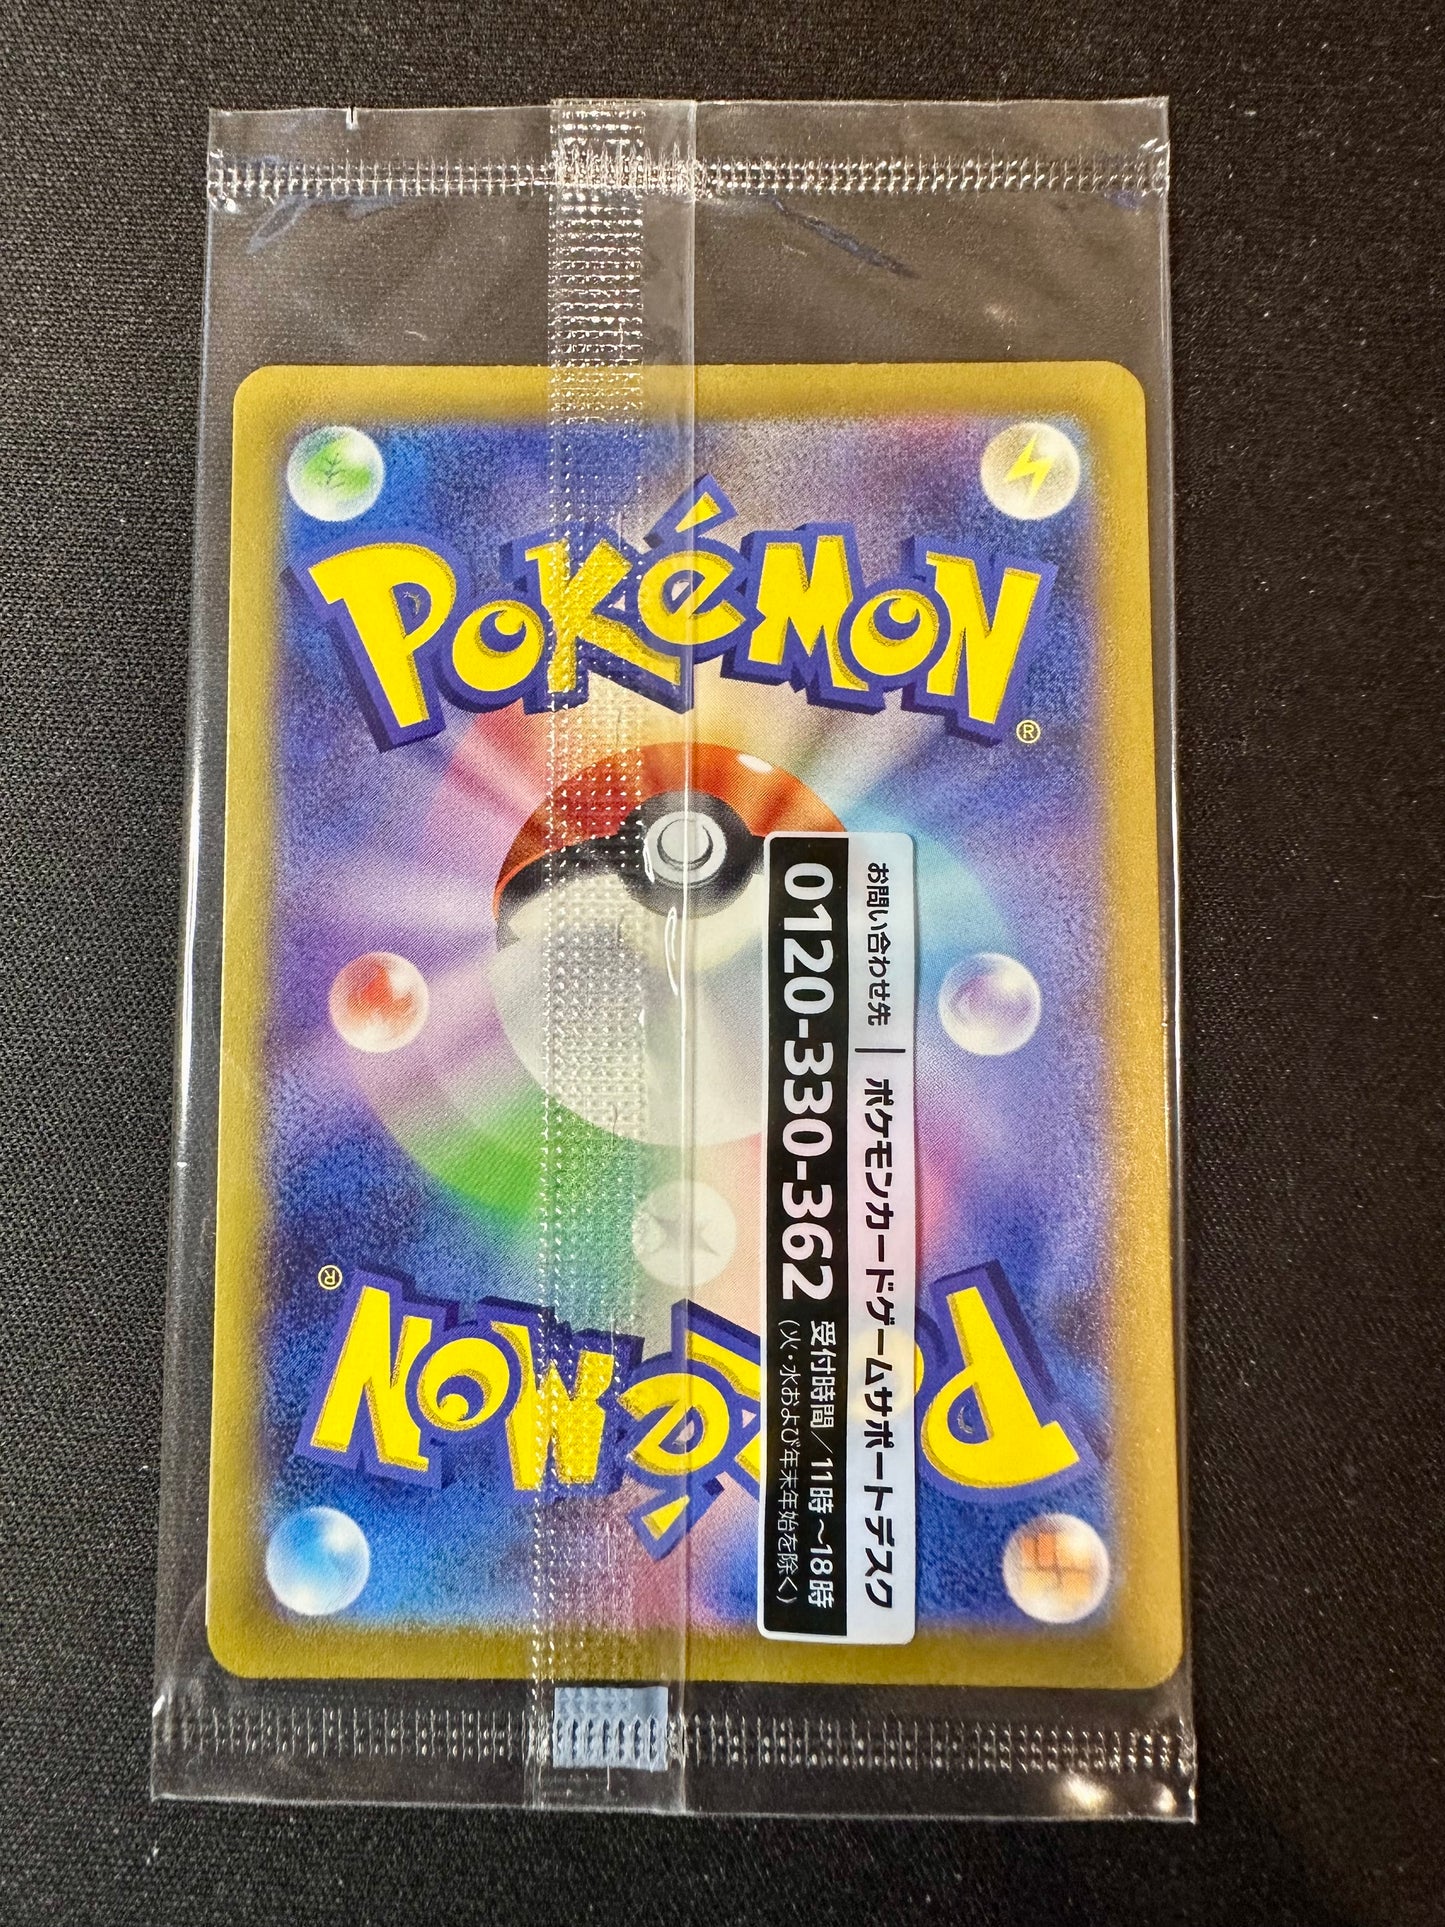 POKéMON®
お問い合わせ先 | ポケモンカードゲームサポートデスク
0120-330-362 受付時間／11時～18時
(火・水および年末年始を除く)
POKéMON®